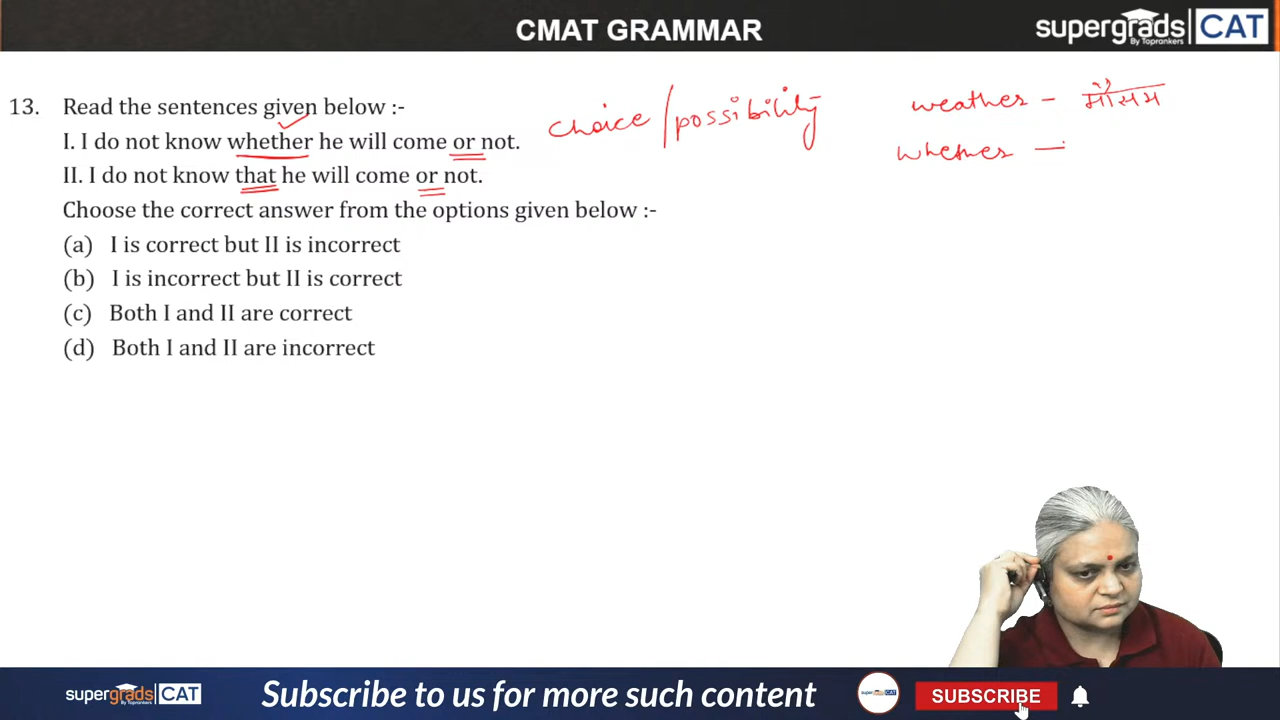 CMAT GRAMMAR
supergrads CAT
By Toprankers
13. Read the sentences given below :-
I. I do not know whether he will come or not.
II. I do not know that he will come or not.
Choose the correct answer from the options given below :-
(a) I is correct but II is incorrect
(b) I is incorrect but II is correct
(c) Both I and II are correct
(d) Both I and II are incorrect
choice/possibility
weather - मौसम
whether -
supergrads CAT
By Toprankers
Subscribe to us for more such content
supergrads CAT
SUBSCRIBE